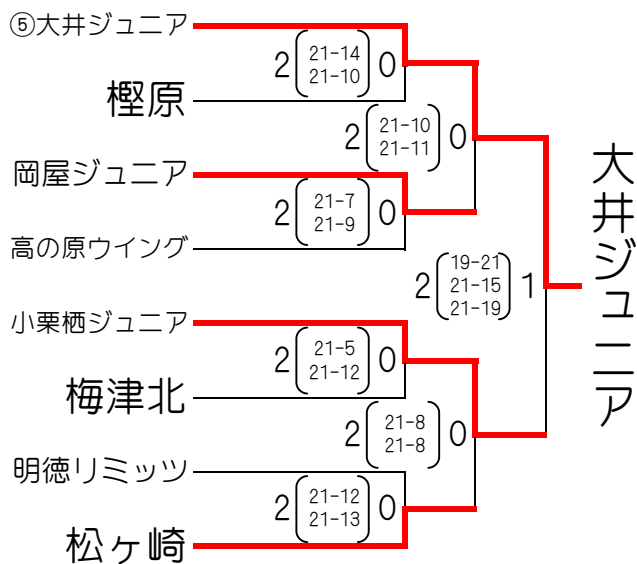 ⑤大井ジュニア
2 21-14 0
21-10
樫原
2 21-10 0
21-11
岡屋ジュニア
2 21-7 0
21-9
高の原ウイング
2 19-21 1
21-15
21-19
大井ジュニア
小栗栖ジュニア
2 21-5 0
21-12
梅津北
2 21-8 0
21-8
明徳リミッツ
2 21-12 0
21-13
松ヶ崎